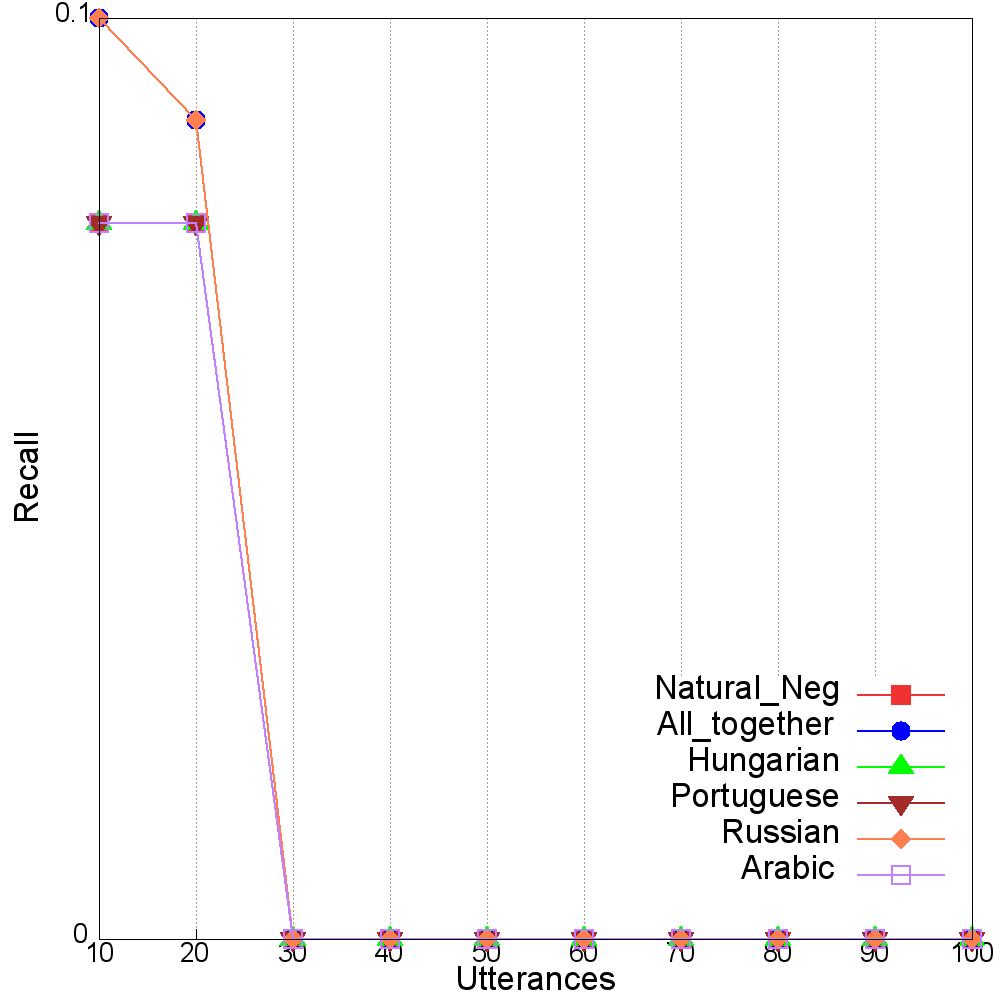 0.1
Recall
Natural_Neg
All_together
Hungarian
Portuguese
Russian
Arabic
0
10 20 30 40 50 60 70 80 90 100
Utterances